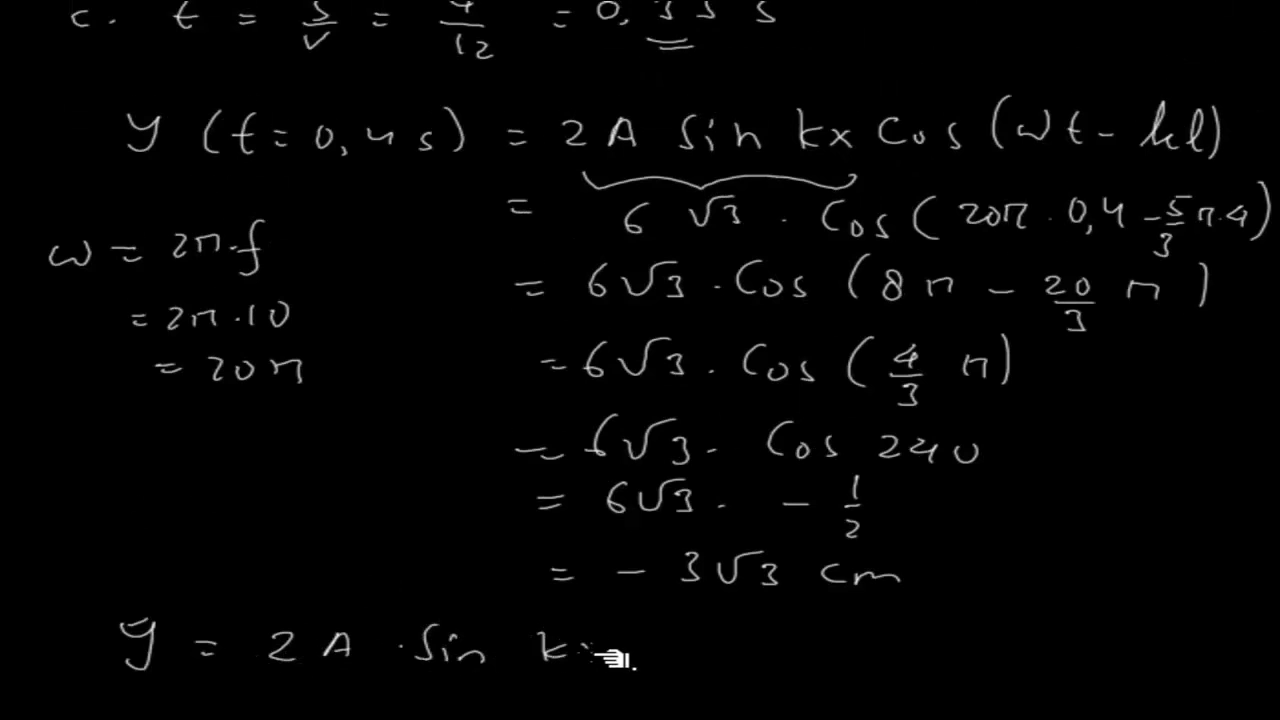 c. t = s/v = 4/12 = 0,33 s
y (t = 0,4 s) = 2A sin kx cos (ωt - kl)
= 6 √3 . cos (20π . 0,4 - 5/3 π.4)
ω = 2π.f
= 6√3 . cos (8π - 20/3 π)
= 2π.10
= 6√3 . cos (4/3 π)
= 20π
= 6√3 . cos 240
= 6√3 . - 1/2
= - 3√3 cm
y = 2A . sin k